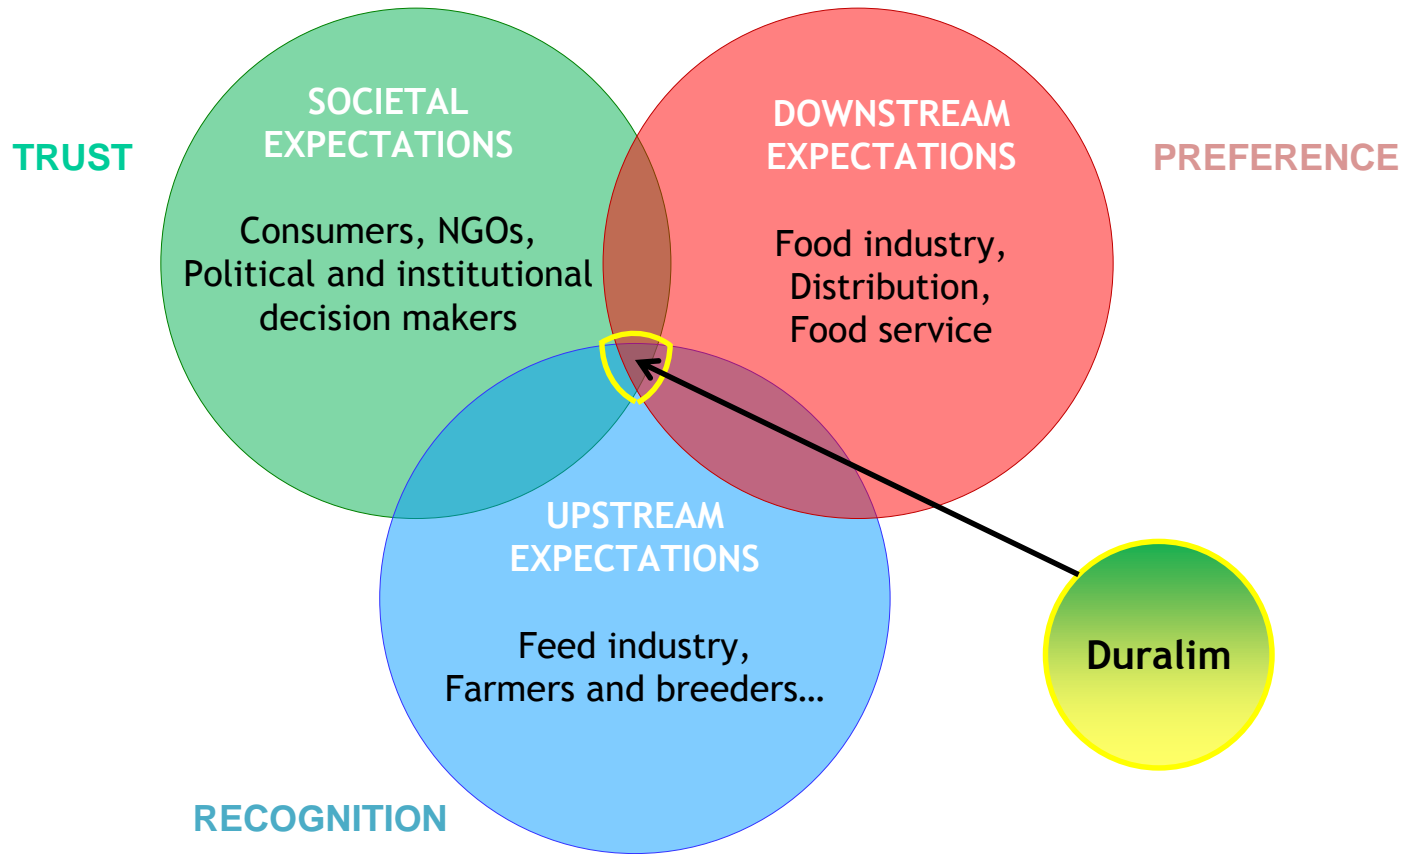 TRUST
SOCIETAL
EXPECTATIONS
Consumers, NGOs,
Political and institutional
decision makers
DOWNSTREAM
EXPECTATIONS
Food industry,
Distribution,
Food service
PREFERENCE
UPSTREAM
EXPECTATIONS
Feed industry,
Farmers and breeders…
Duralim
RECOGNITION